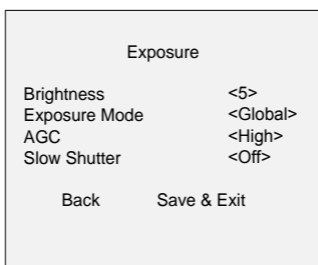 Exposure
Brightness <5>
Exposure Mode <Global>
AGC <High>
Slow Shutter <Off>
Back Save & Exit